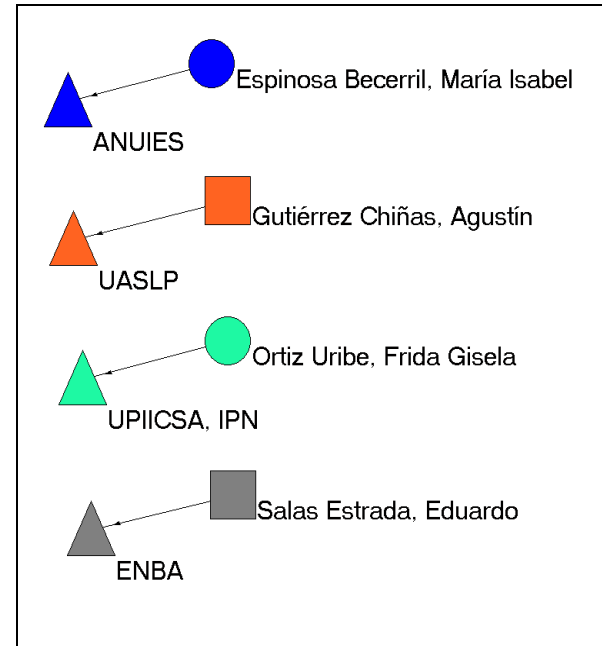 Espinosa Becerril, María Isabel
ANUIES
Gutiérrez Chiñas, Agustín
UASLP
Ortiz Uribe, Frida Gisela
UPIICSA, IPN
Salas Estrada, Eduardo
ENBA